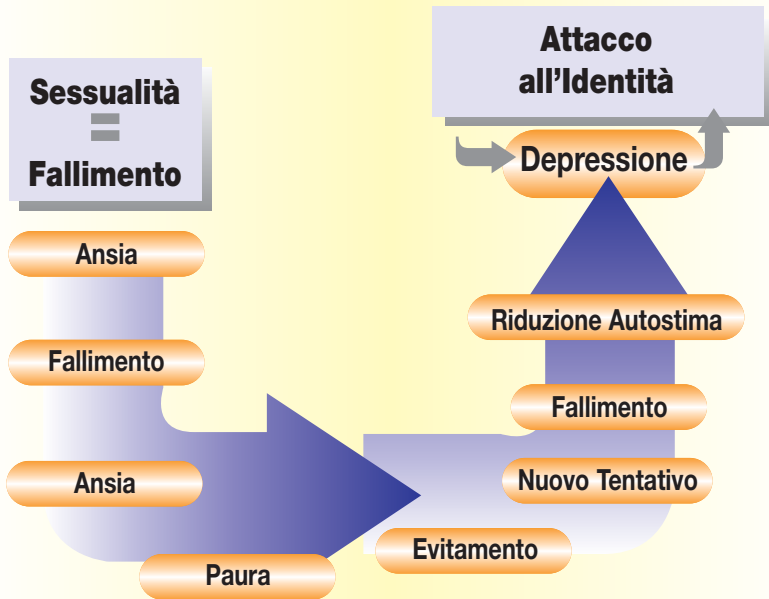 Sessualità
=
Fallimento
Ansia
Fallimento
Ansia
Paura
Evitamento
Nuovo Tentativo
Fallimento
Riduzione Autostima
Depressione
Attacco
all'Identità